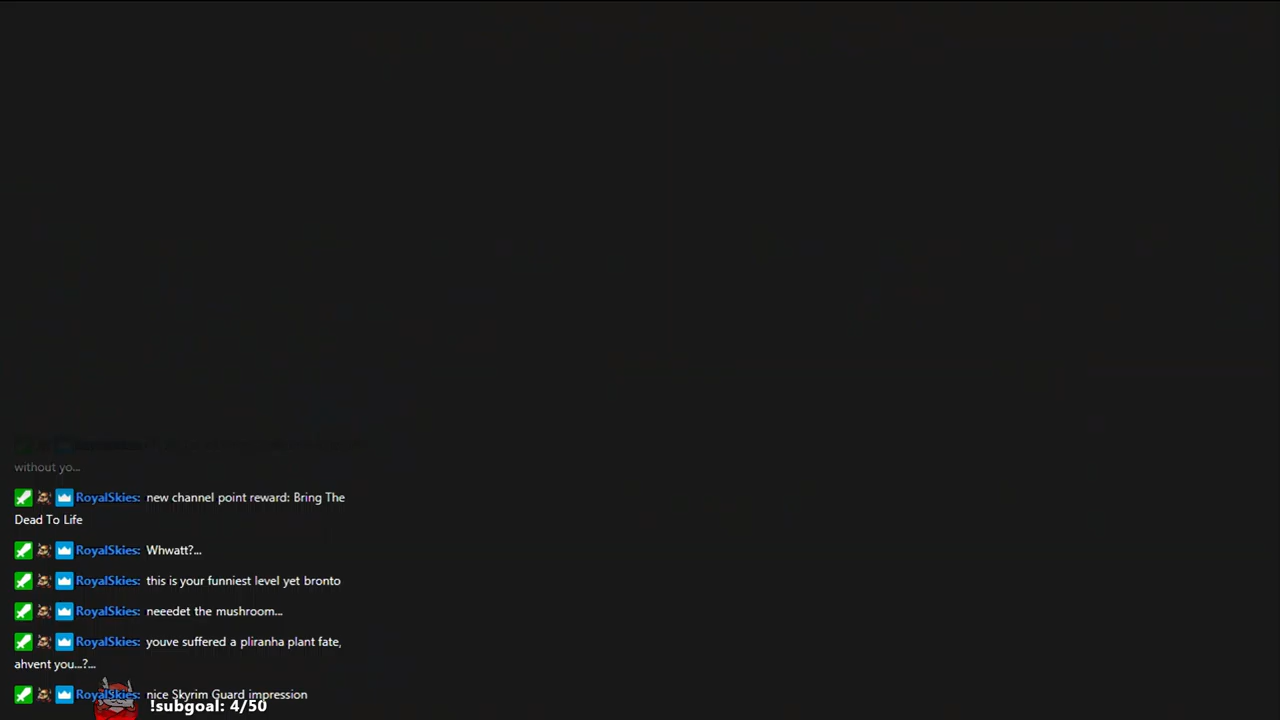 without yo...
RoyalSkies: new channel point reward: Bring The
Dead To Life
RoyalSkies: Whwatt?...
RoyalSkies: this is your funniest level yet bronto
RoyalSkies: neeedet the mushroom...
RoyalSkies: youve suffered a pliranha plant fate,
ahvent you...?...
RoyalSkies: nice Skyrim Guard impression
!subgoal: 4/50